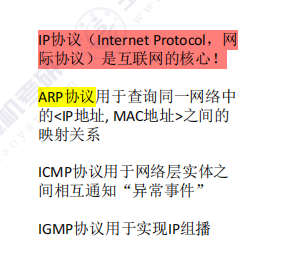 IP协议（Internet Protocol，网
际协议）是互联网的核心！
ARP协议用于查询同一网络中
的<IP地址, MAC地址>之间的
映射关系
ICMP协议用于网络层实体之
间相互通知“异常事件”
IGMP协议用于实现IP组播